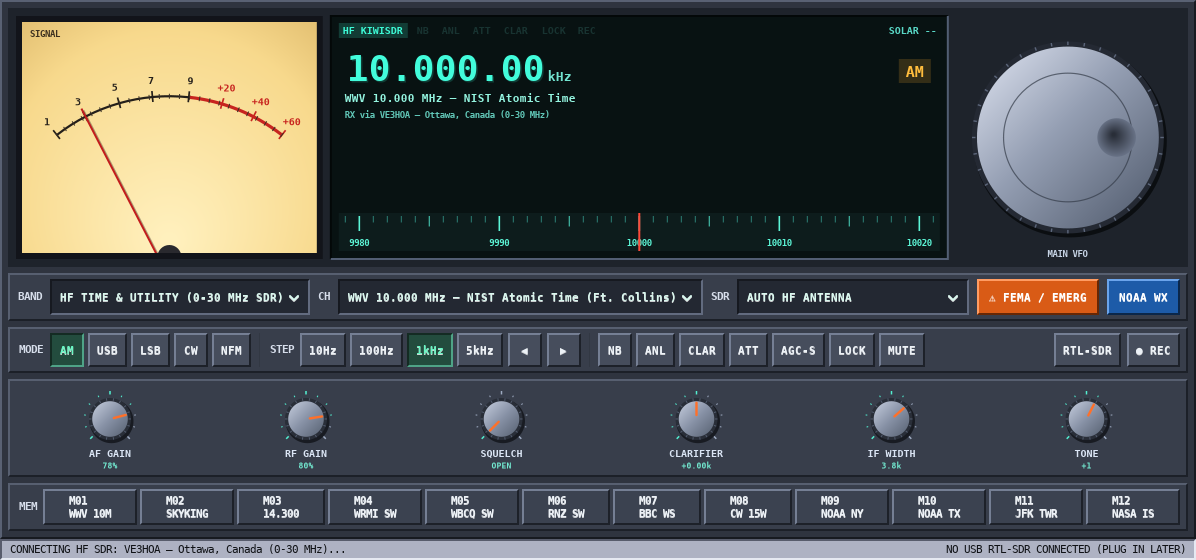 SIGNAL
1 3 5 7 9 +20 +40 +60
HF KIWISDR NB ANL ATT CLAR LOCK REC SOLAR --
10.000.00 kHz AM
WWV 10.000 MHz — NIST Atomic Time
RX via VE3HOA — Ottawa, Canada (0-30 MHz)
9980 9990 10000 10010 10020
MAIN VFO
BAND HF TIME & UTILITY (0-30 MHz SDR) CH WWV 10.000 MHz — NIST Atomic Time (Ft. Collins) SDR AUTO HF ANTENNA ⚠ FEMA / EMERG NOAA WX
MODE AM USB LSB CW NFM STEP 10Hz 100Hz 1kHz 5kHz ◄ ► NB ANL CLAR ATT AGC-S LOCK MUTE RTL-SDR ● REC
AF GAIN RF GAIN SQUELCH CLARIFIER IF WIDTH TONE
78% 80% OPEN +0.00k 3.8k +1
MEM
M01 M02 M03 M04 M05 M06 M07 M08 M09 M10 M11 M12
WWV 10M SKYKING 14.300 WRMI SW WBCQ SW RNZ SW BBC WS CW 15W NOAA NY NOAA TX JFK TWR NASA IS
CONNECTING HF SDR: VE3HOA — Ottawa, Canada (0-30 MHz)... NO USB RTL-SDR CONNECTED (PLUG IN LATER)